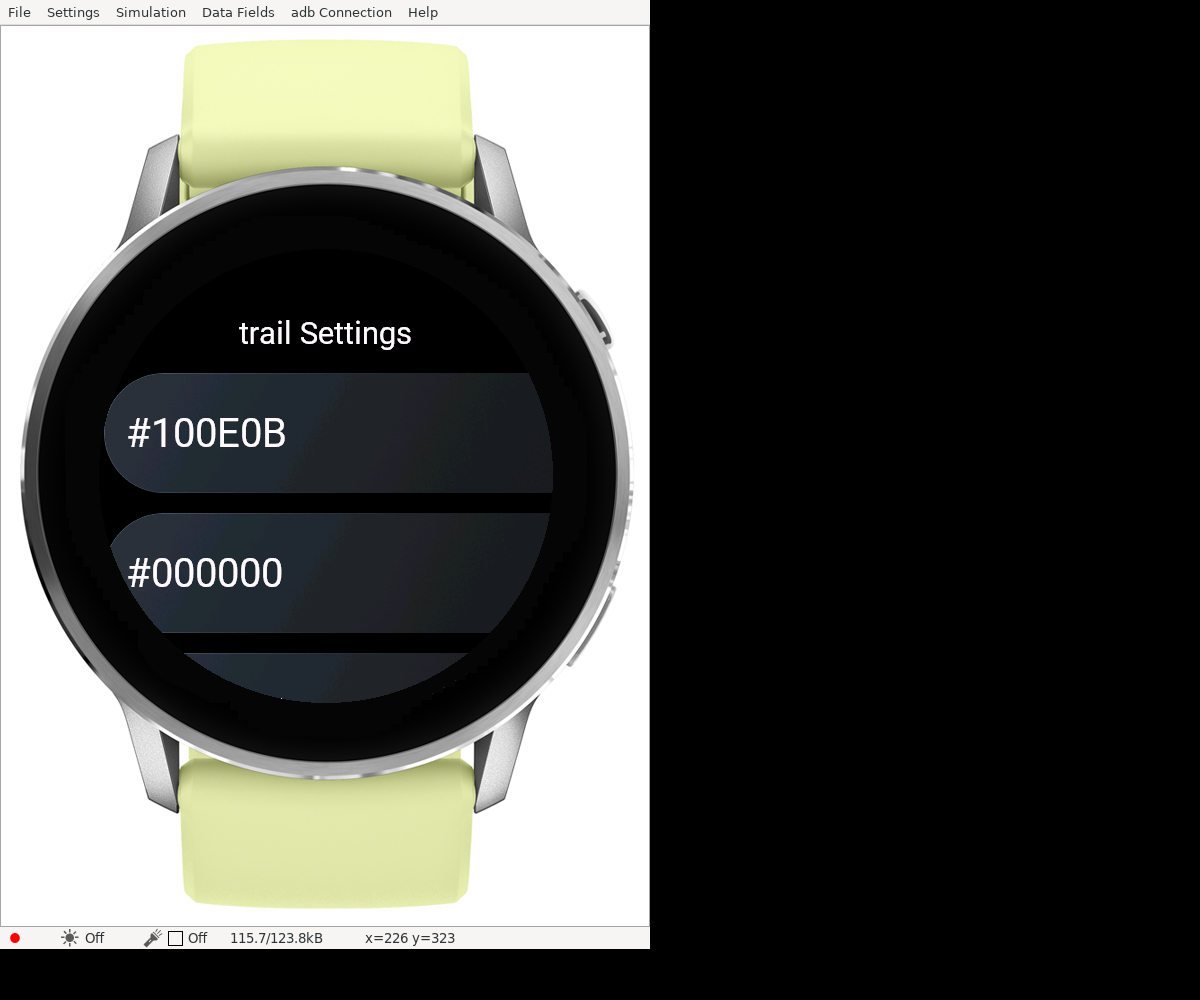 File Settings Simulation Data Fields adb Connection Help
trail Settings
#100E0B
#000000
Off Off 115.7/123.8kB x=226 y=323